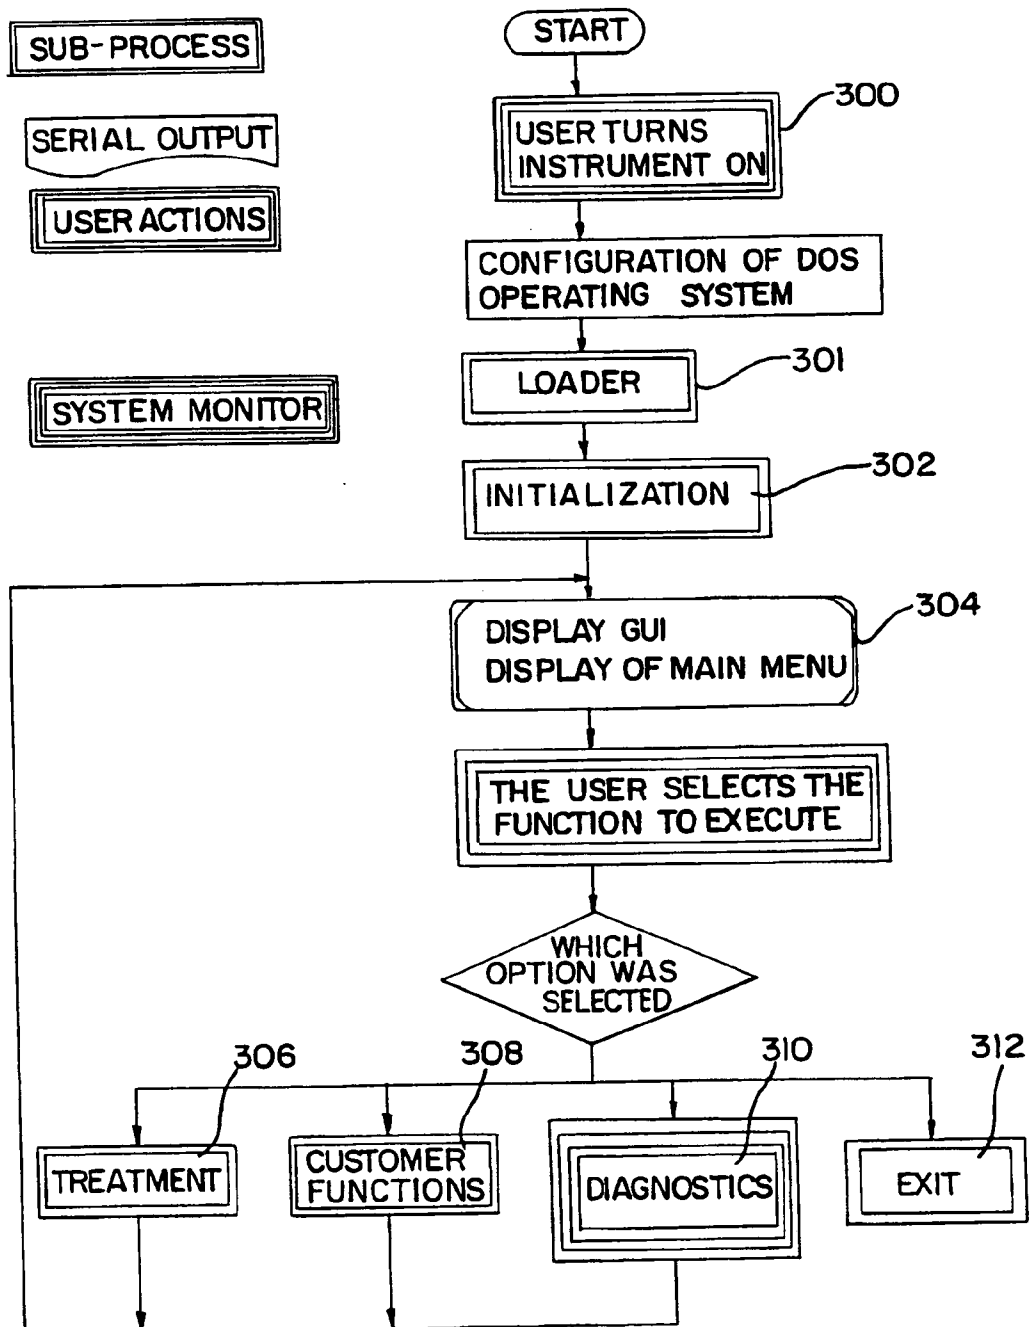 SUB-PROCESS
SERIAL OUTPUT
USER ACTIONS
SYSTEM MONITOR
START
300
USER TURNS
INSTRUMENT ON
CONFIGURATION OF DOS
OPERATING SYSTEM
301
LOADER
302
INITIALIZATION
304
DISPLAY GUI
DISPLAY OF MAIN MENU
THE USER SELECTS THE
FUNCTION TO EXECUTE
WHICH
OPTION WAS
SELECTED
306
308
310
312
TREATMENT
CUSTOMER
FUNCTIONS
DIAGNOSTICS
EXIT